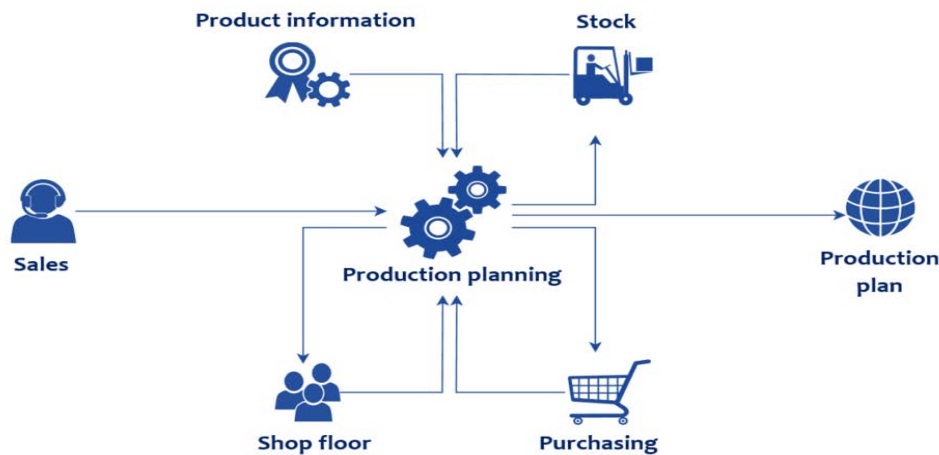 Product information
Stock
Sales
Production planning
Production
plan
Shop floor
Purchasing